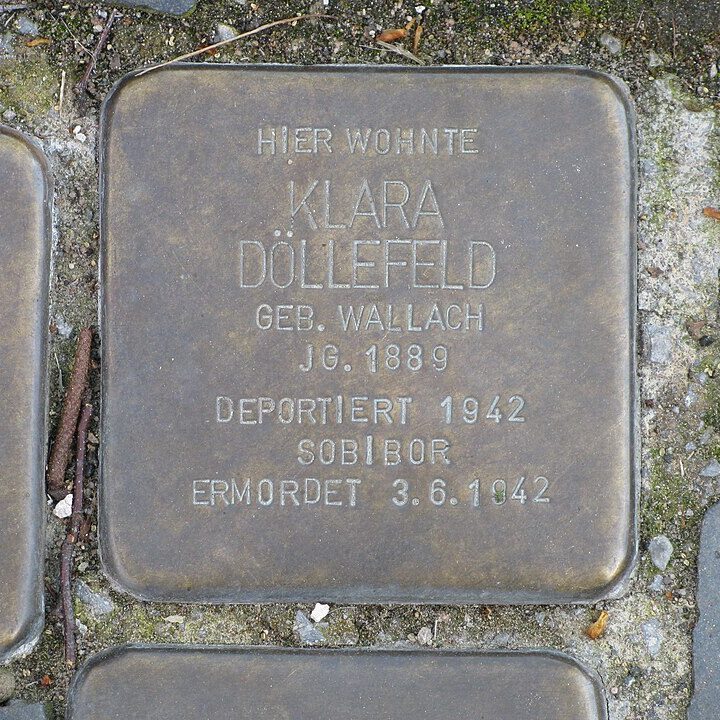 HIER WOHNTE
KLARA
DÖLLEFELD
GEB. WALLACH
JG. 1889
DEPORTIERT 1942
SOBIBOR
ERMORDET 3.6.1942